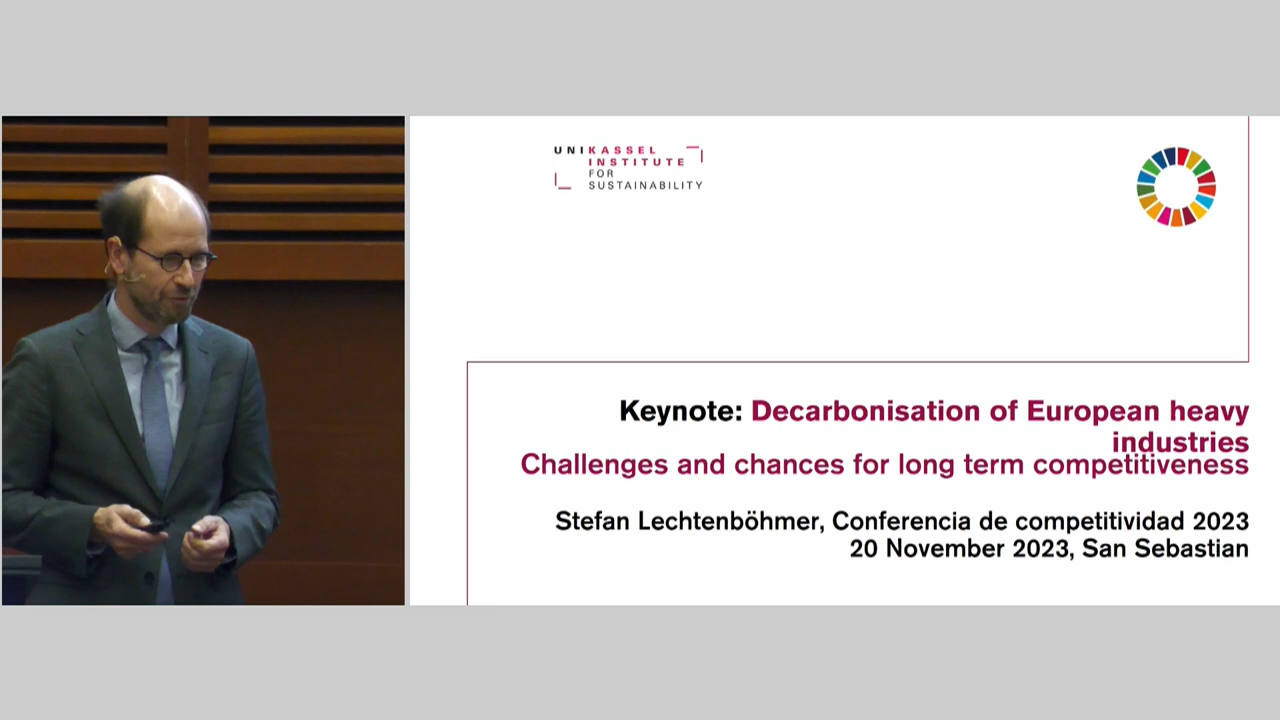 UNIKASSEL
INSTITUTE
FOR
SUSTAINABILITY
Keynote: Decarbonisation of European heavy
industries
Challenges and chances for long term competitiveness
Stefan Lechtenböhmer, Conferencia de competitividad 2023
20 November 2023, San Sebastian